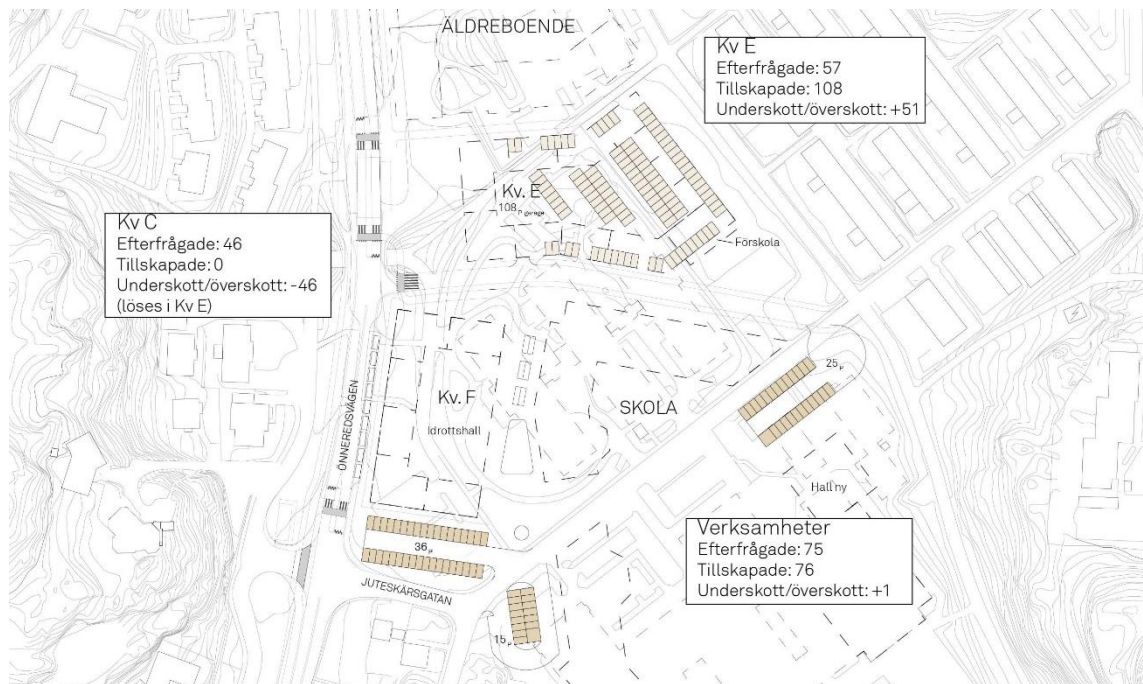 ÄLDREBOENDE
Kv E
Efterfrågade: 57
Tillskapade: 108
Underskott/överskott: +51
Kv. E
108 P garage
Förskola
Kv C
Efterfrågade: 46
Tillskapade: 0
Underskott/överskott: -46
(löses i Kv E)
ÖNNEREDSVÄGEN
Kv. F
Idrottshall
SKOLA
25 P
Hall ny
Verksamheter
Efterfrågade: 75
Tillskapade: 76
Underskott/överskott: +1
36 P
JUTESKÄRSGATAN
15 P